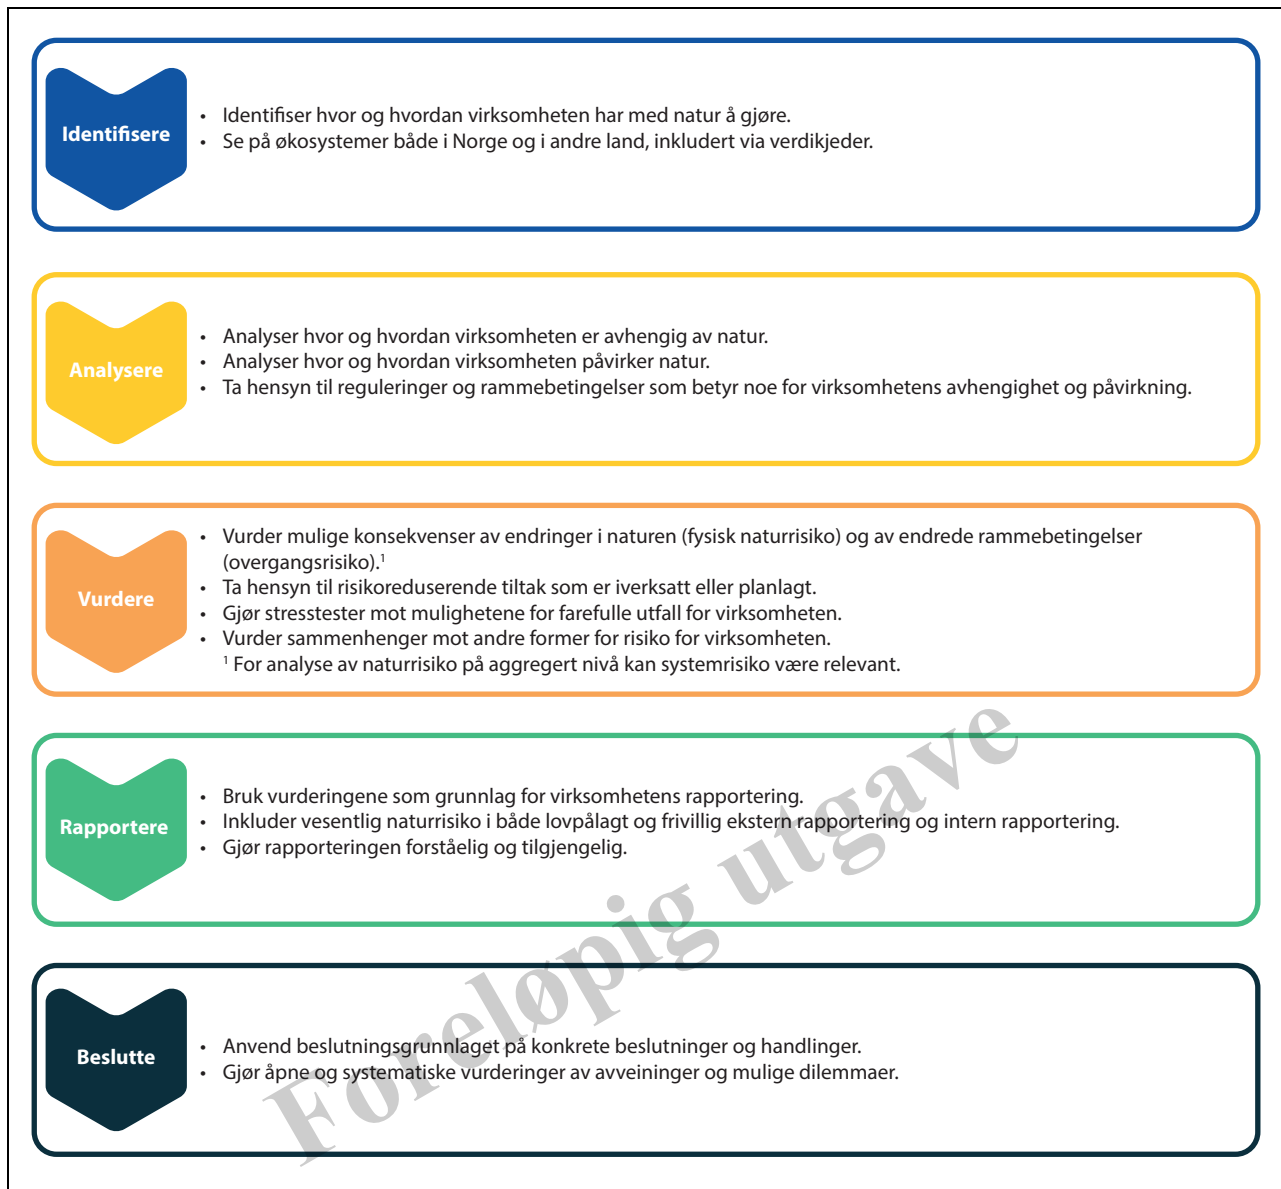 Identifisere
• Identifiser hvor og hvordan virksomheten har med natur å gjøre.
• Se på økosystemer både i Norge og i andre land, inkludert via verdikjeder.
Analysere
• Analyser hvor og hvordan virksomheten er avhengig av natur.
• Analyser hvor og hvordan virksomheten påvirker natur.
• Ta hensyn til reguleringer og rammebetingelser som betyr noe for virksomhetens avhengighet og påvirkning.
Vurdere
• Vurder mulige konsekvenser av endringer i naturen (fysisk naturrisiko) og av endrede rammebetingelser
(overgangsrisiko).¹
• Ta hensyn til risikoreduserende tiltak som er iverksatt eller planlagt.
• Gjør stresstester mot mulighetene for farefulle utfall for virksomheten.
• Vurder sammenhenger mot andre former for risiko for virksomheten.
¹ For analyse av naturrisiko på aggregert nivå kan systemrisiko være relevant.
Rapportere
• Bruk vurderingene som grunnlag for virksomhetens rapportering.
• Inkluder vesentlig naturrisiko i både lovpålagt og frivillig ekstern rapportering og intern rapportering.
• Gjør rapporteringen forståelig og tilgjengelig.
Beslutte
• Anvend beslutningsgrunnlaget på konkrete beslutninger og handlinger.
• Gjør åpne og systematiske vurderinger av avveininger og mulige dilemmaer.
Foreløpig utgave